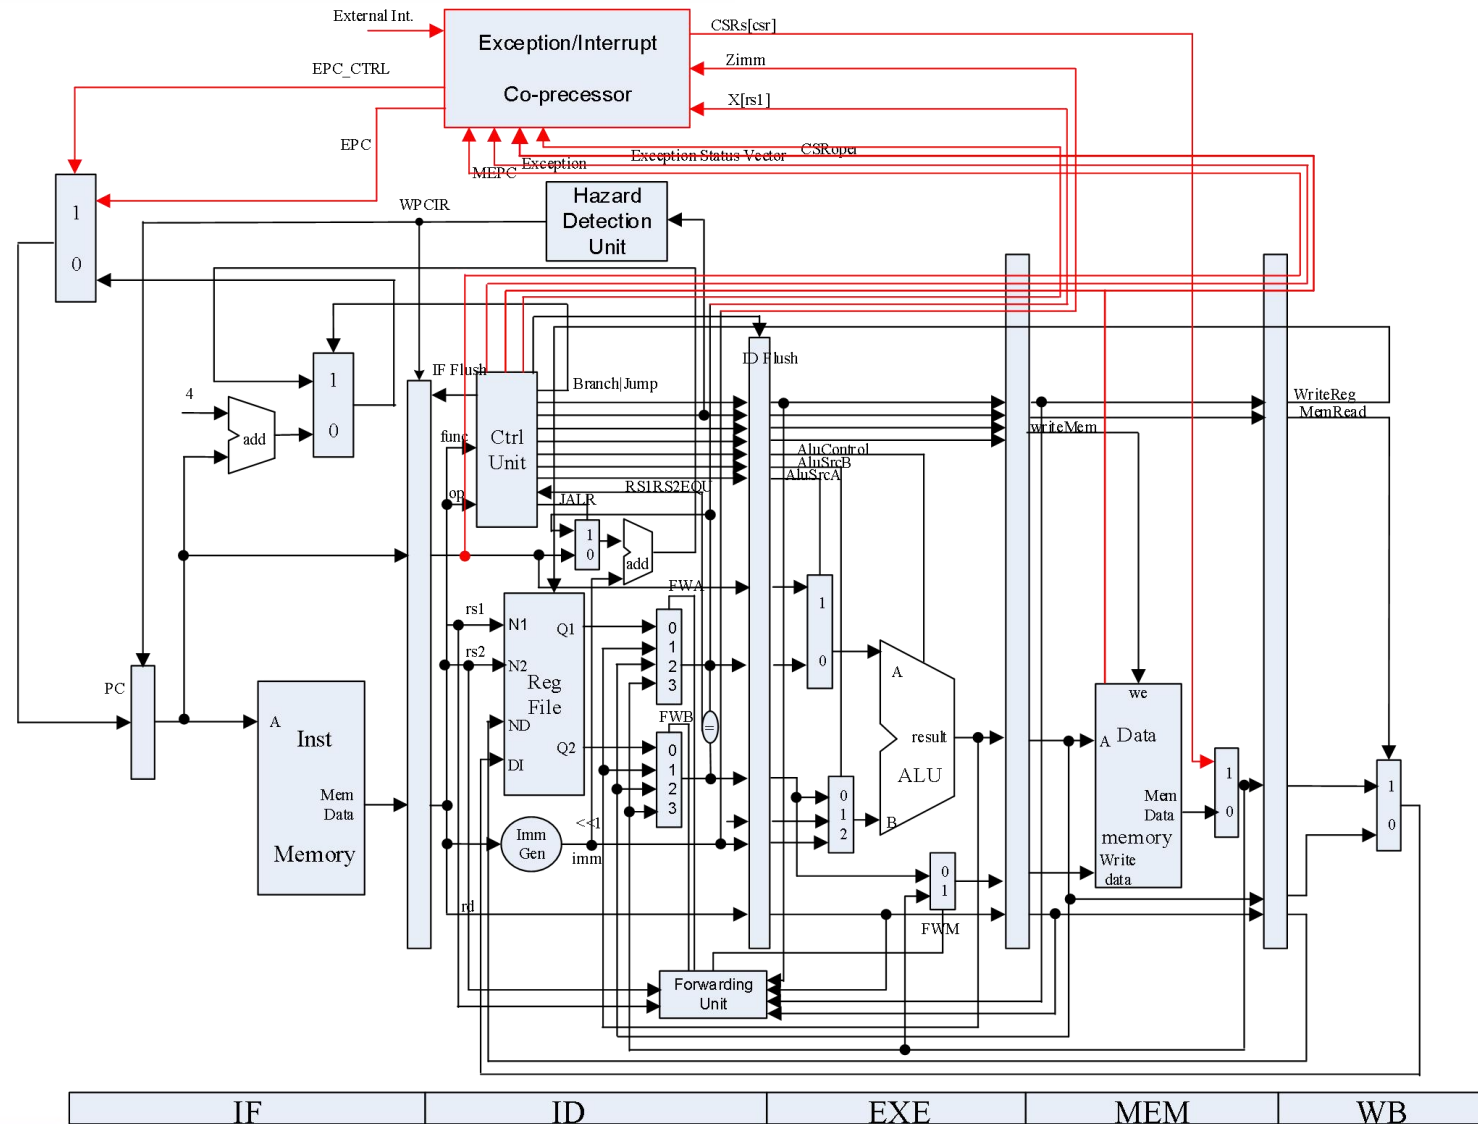 External Int.
CSRs[csr]
Exception/Interrupt
Zimm
EPC_CTRL
Co-precessor
X[rs1]
EPC
CSRoper
Exception Status Vector
Exception
MEPC
WPCIR
Hazard
Detection
Unit
1
0
ID Flush
IF Flush
Branch|Jump
1
0
4
add
WriteReg
MemRead
writeMem
func
Ctrl
Unit
AluControl
AluSrcB
AluSrcA
RS1RS2EQU
op
JALR
1
0
add
FWA
rs1
N1
Q1
0
1
2
3
1
0
rs2
N2
Reg
File
A
PC
we
FWB
ND
=
A
Inst
result
A
Data
Q2
0
1
2
3
DI
ALU
1
0
1
0
Mem
Data
0
1
2
Mem
Data
B
memory
<<1
Imm
Gen
imm
Memory
Write
data
0
1
rd
FWM
Forwarding
Unit
IF
ID
EXE
MEM
WB